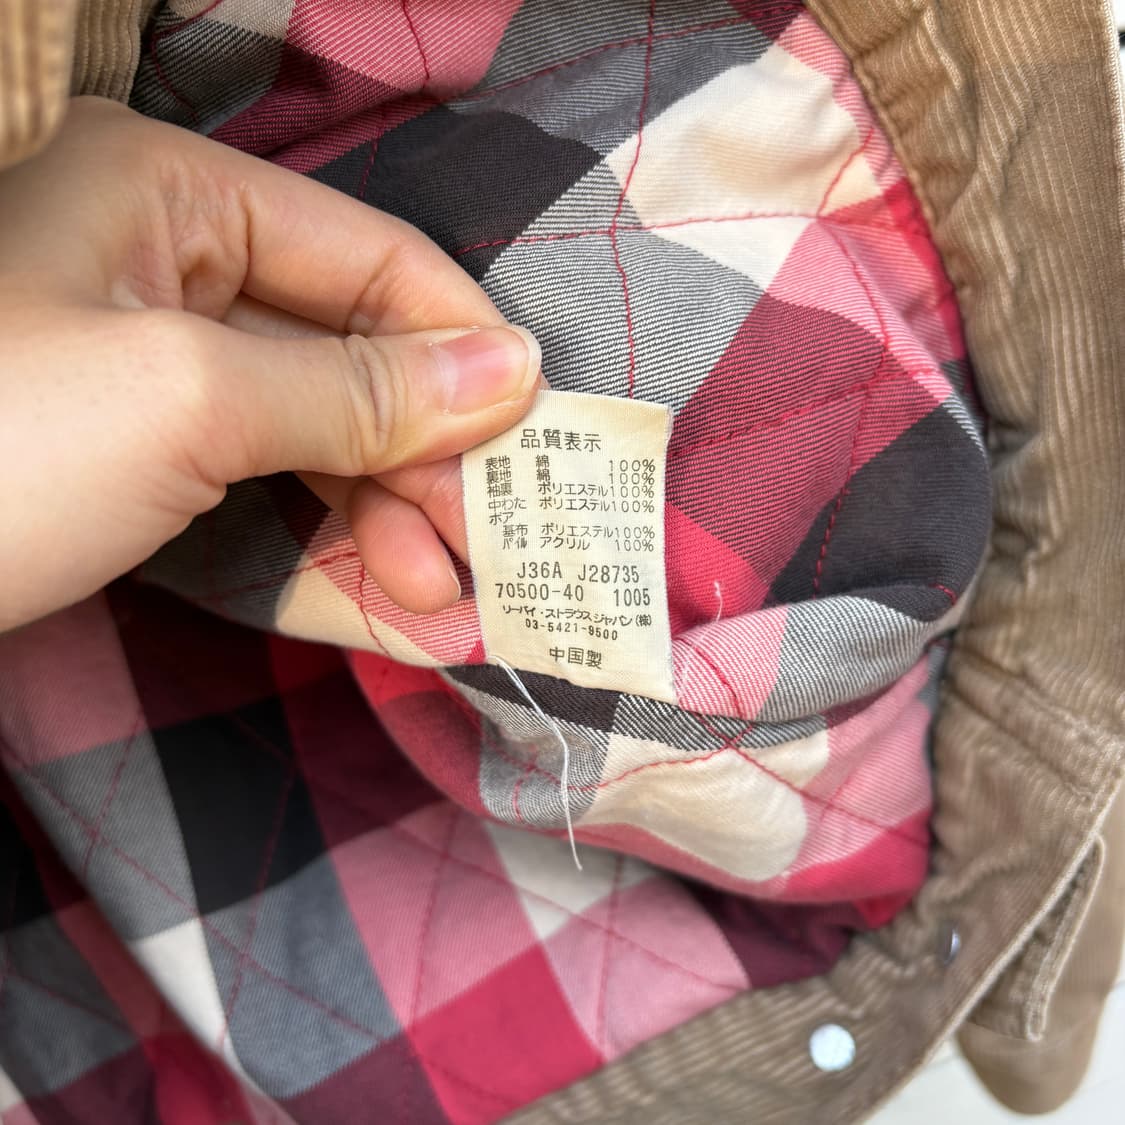 品質表示
表地 綿 100%
裏地 綿 100%
袖裏 ポリエステル100%
中わた ポリエステル100%
ボア
基布 ポリエステル100%
パイル アクリル 100%
J36A J28735
70500-40 1005
リーバイ・ストラウスジャパン(株)
03-5421-9500
中国製